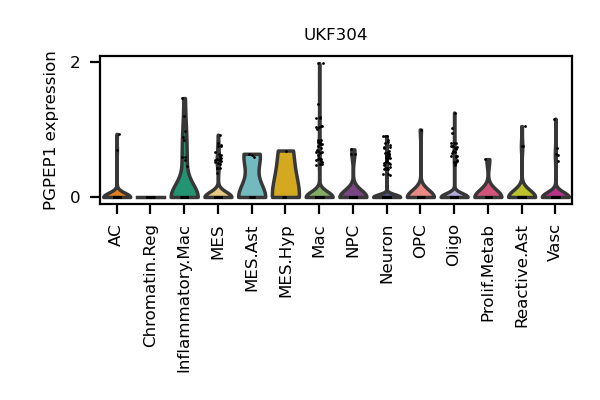 UKF304
PGPEP1 expression
2
0
AC
Chromatin.Reg
Inflammatory.Mac
MES
MES.Ast
MES.Hyp
Mac
NPC
Neuron
OPC
Oligo
Prolif.Metab
Reactive.Ast
Vasc